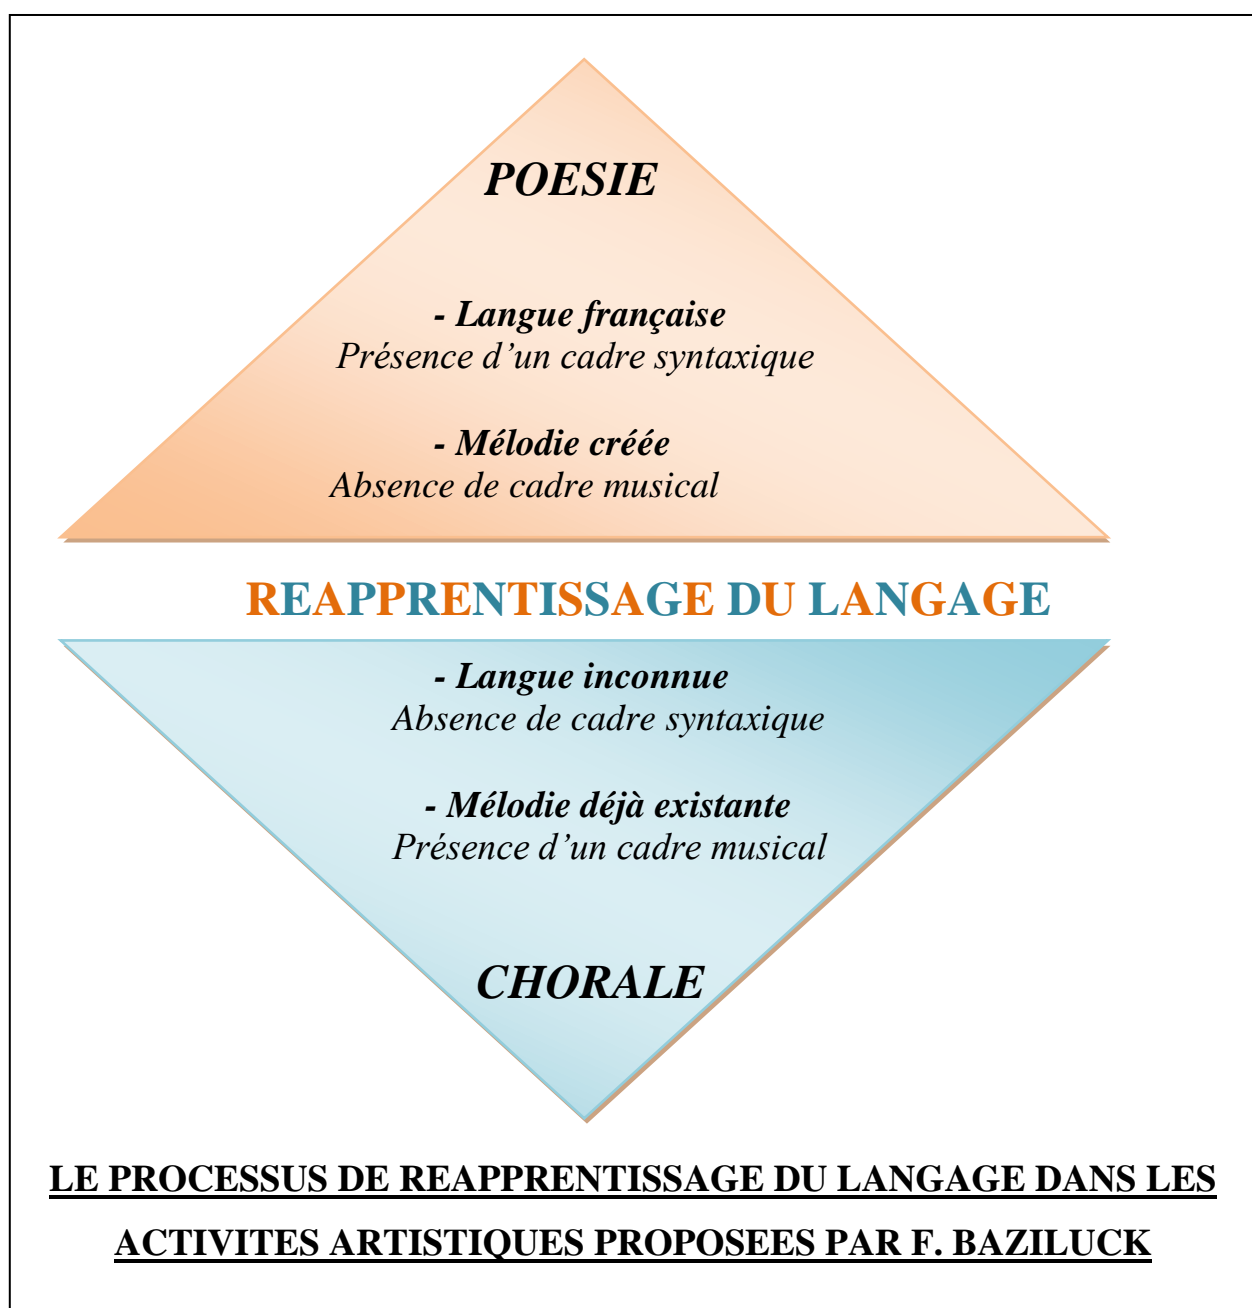 POESIE
- Langue française
Présence d’un cadre syntaxique
- Mélodie créée
Absence de cadre musical
REAPPRENTISSAGE DU LANGAGE
- Langue inconnue
Absence de cadre syntaxique
- Mélodie déjà existante
Présence d’un cadre musical
CHORALE
LE PROCESSUS DE REAPPRENTISSAGE DU LANGAGE DANS LES
ACTIVITES ARTISTIQUES PROPOSEES PAR F. BAZILUCK